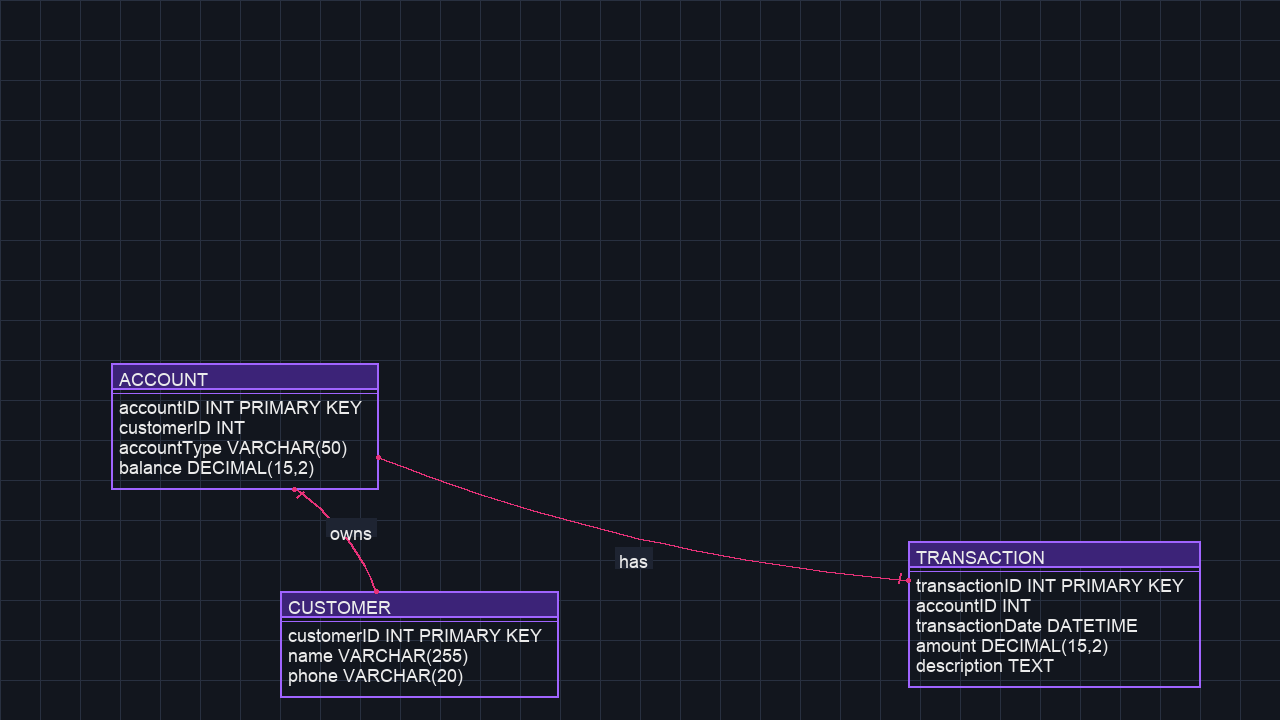 ACCOUNT
accountID INT PRIMARY KEY
customerID INT
accountType VARCHAR(50)
balance DECIMAL(15,2)
owns
has
TRANSACTION
transactionID INT PRIMARY KEY
accountID INT
transactionDate DATETIME
amount DECIMAL(15,2)
description TEXT
CUSTOMER
customerID INT PRIMARY KEY
name VARCHAR(255)
phone VARCHAR(20)